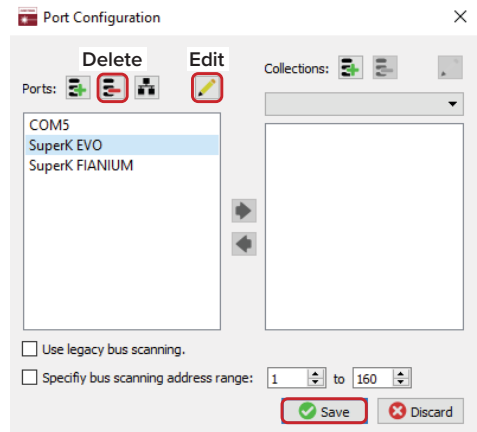 Port Configuration
Delete Edit
Collections:
Ports:
COM5
SuperK EVO
SuperK FIANIUM
Use legacy bus scanning.
Specifiy bus scanning address range: 1 to 160
Save Discard